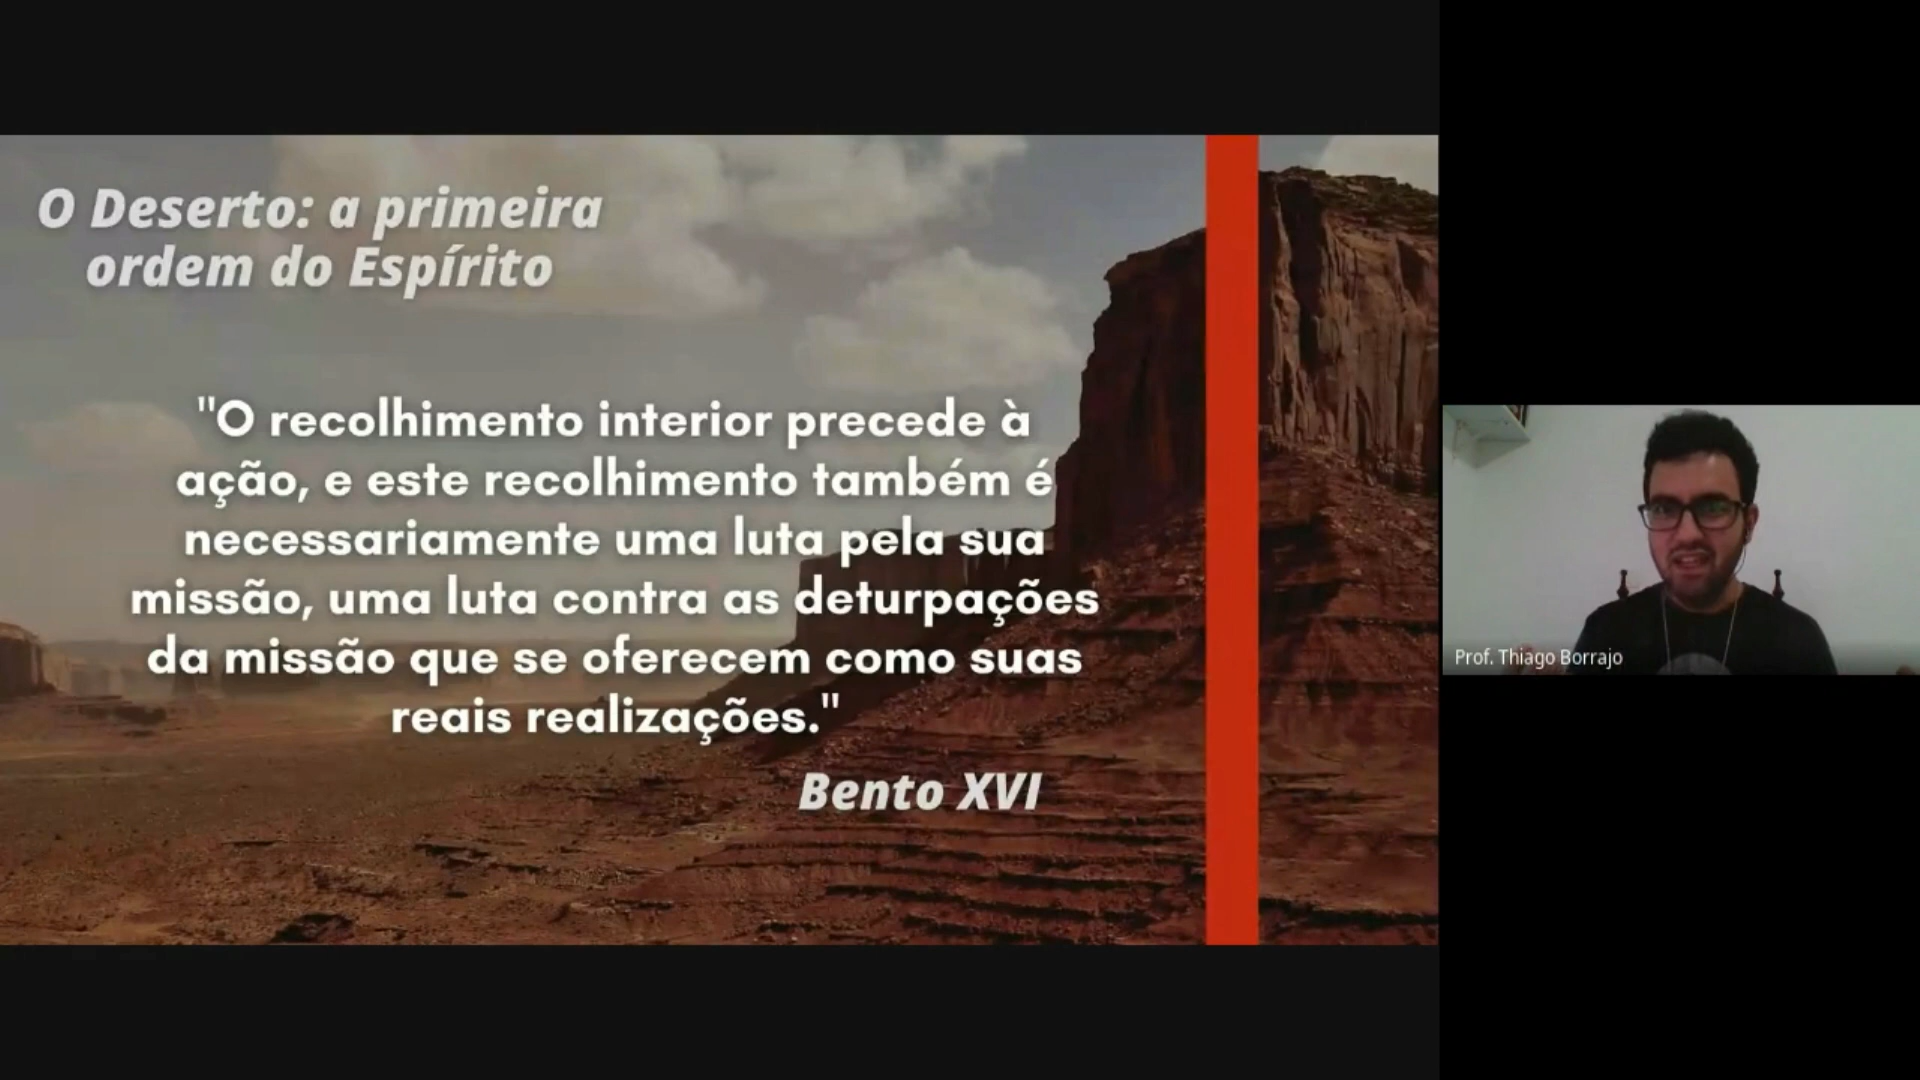 O Deserto: a primeira
ordem do Espírito
"O recolhimento interior precede à
ação, e este recolhimento também é
necessariamente uma luta pela sua
missão, uma luta contra as deturpações
da missão que se oferecem como suas
reais realizações."
Bento XVI
Prof. Thiago Borrajo